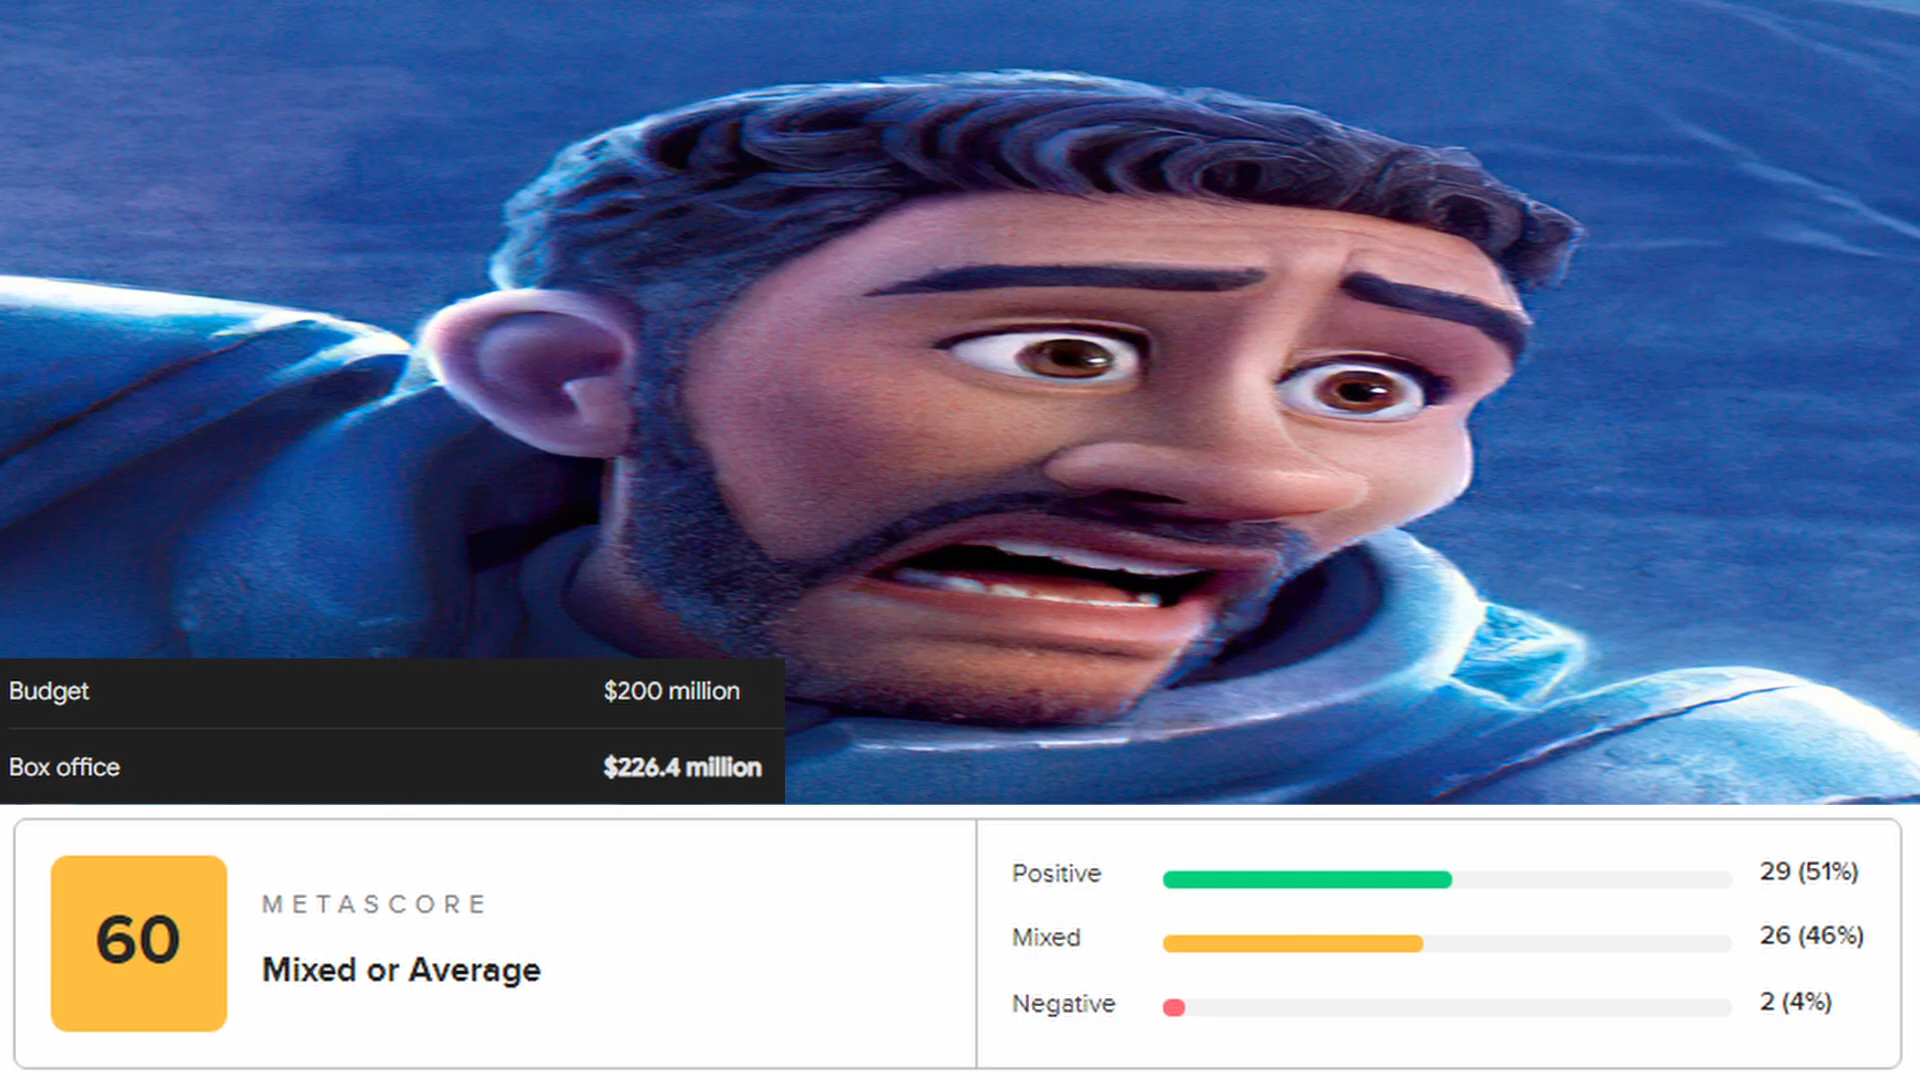 Budget $200 million
Box office $226.4 million
60
METASCORE
Mixed or Average
Positive 29 (51%)
Mixed 26 (46%)
Negative 2 (4%)